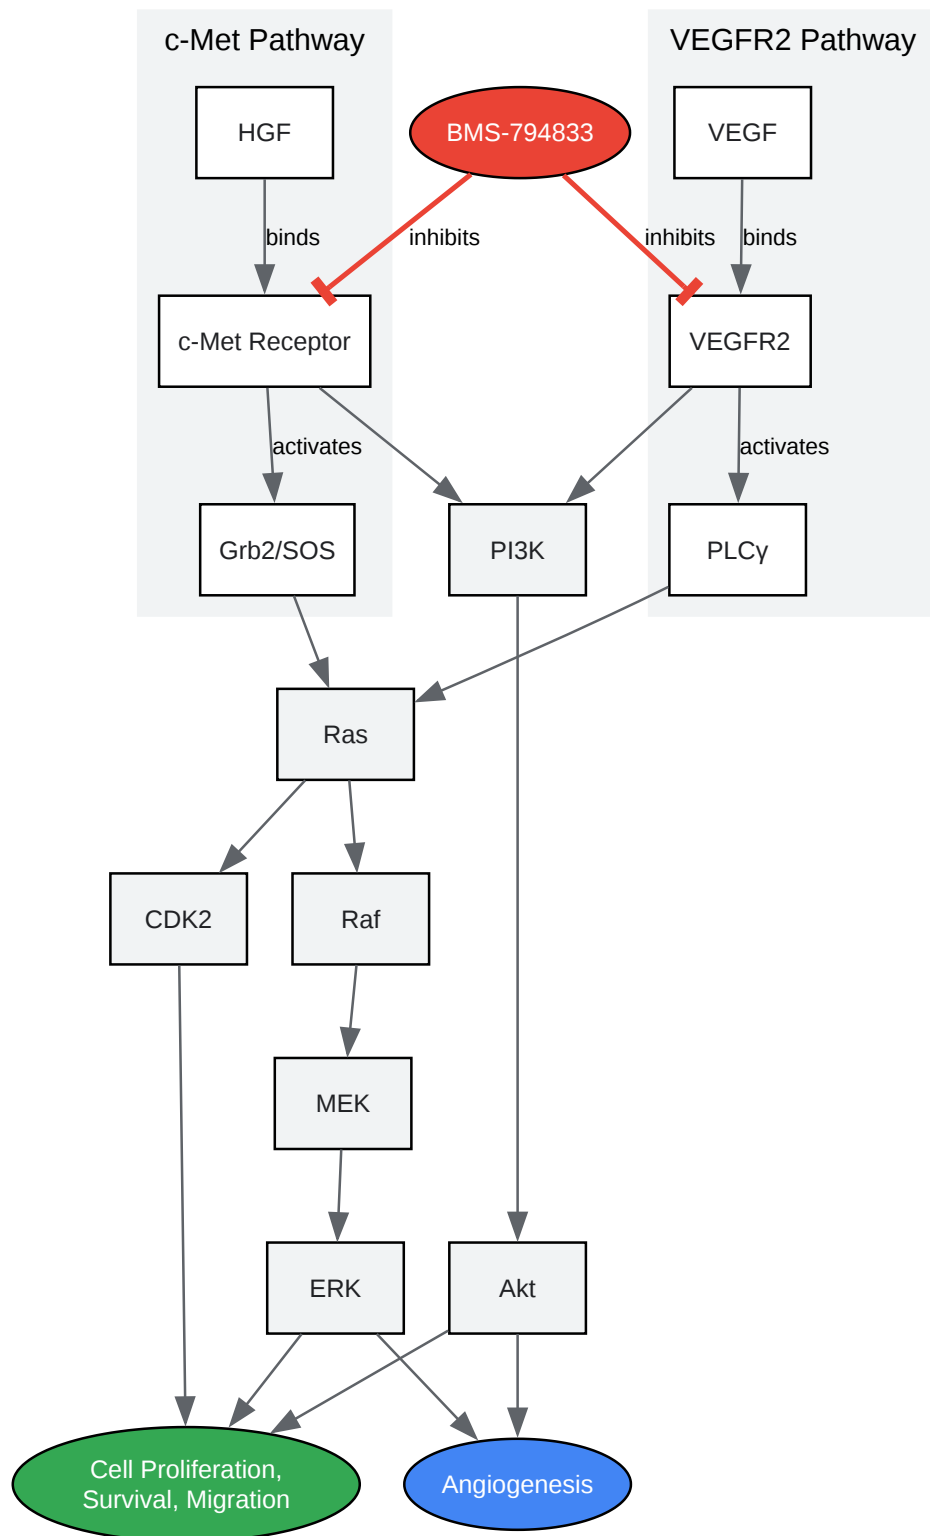 c-Met Pathway
VEGFR2 Pathway
HGF
BMS-794833
VEGF
binds
inhibits
inhibits
binds
c-Met Receptor
VEGFR2
activates
activates
Grb2/SOS
PI3K
PLCγ
Ras
CDK2
Raf
MEK
ERK
Akt
Cell Proliferation,
Survival, Migration
Angiogenesis